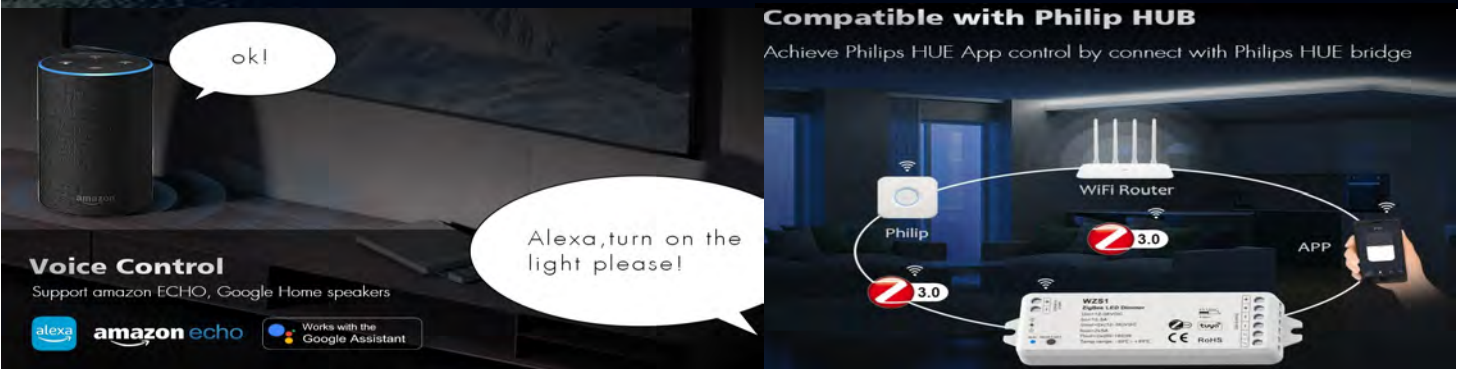 ok!
amazon
Alexa,turn on the
light please!
Voice Control
Support amazon ECHO, Google Home speakers
alexa
amazon echo
Works with the
Google Assistant
Compatible with Philip HUB
Achieve Philips HUE App control by connect with Philips HUE bridge
WiFi Router
Philip
3.0
APP
3.0
WZS1
ZigBee LED Dimmer
tuya
CE RoHS